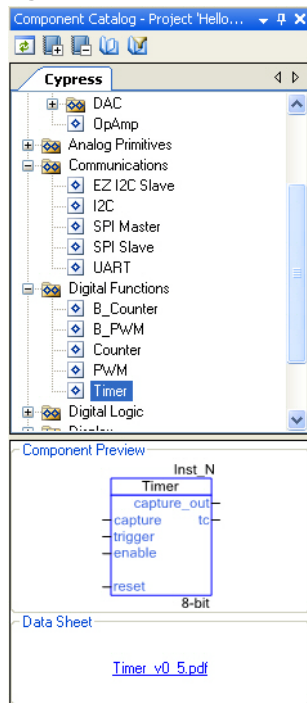 Component Catalog - Project 'Hello...
Cypress
DAC
OpAmp
Analog Primitives
Communications
EZ I2C Slave
I2C
SPI Master
SPI Slave
UART
Digital Functions
B_Counter
B_PWM
Counter
PWM
Timer
Digital Logic
Display
Component Preview
Inst_N
Timer
capture_out
capture tc
trigger
enable
reset
8-bit
Data Sheet
Timer_v0_5.pdf